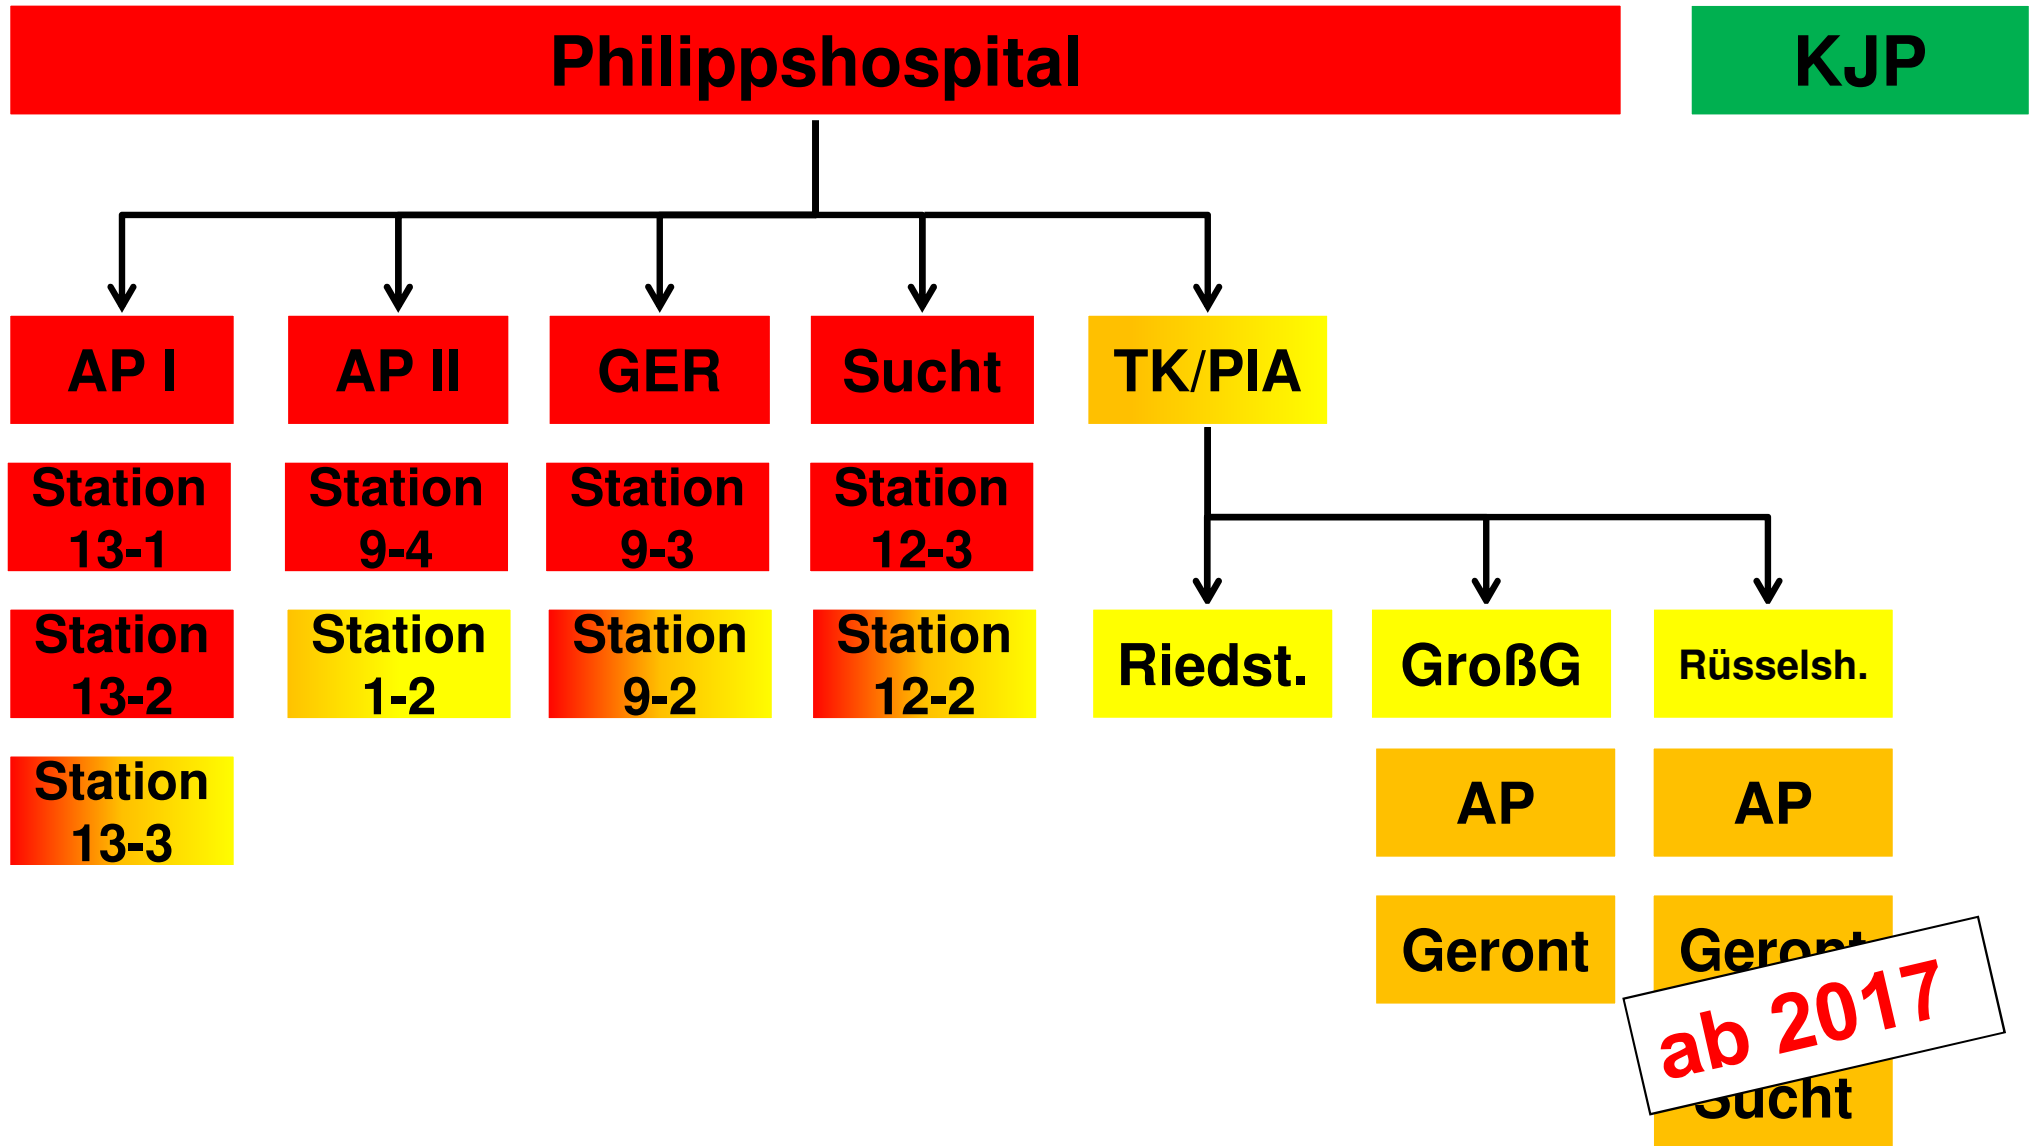 Philippshospital
KJP
AP I
AP II
GER
Sucht
TK/PIA
Station
13-1
Station
9-4
Station
9-3
Station
12-3
Station
13-2
Station
1-2
Station
9-2
Station
12-2
Riedst.
GroßG
Rüsselsh.
Station
13-3
AP
AP
Geront
Geront
ab 2017
Sucht